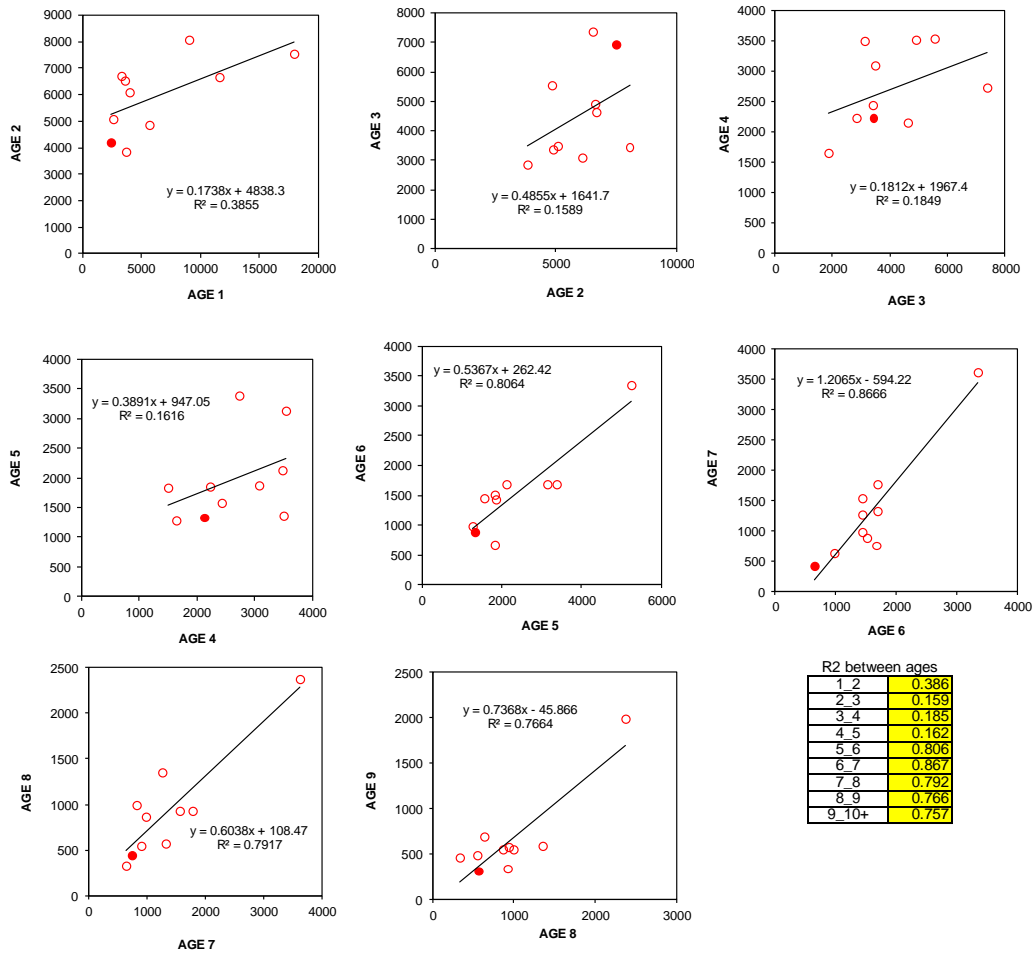 9000
8000
7000
6000
5000
4000
3000
2000
1000
0
AGE 2
y = 0.1738x + 4838.3
R² = 0.3855
0 5000 10000 15000 20000
AGE 1
8000
7000
6000
5000
4000
3000
2000
1000
0
AGE 3
y = 0.4855x + 1641.7
R² = 0.1589
0 5000 10000
AGE 2
4000
3500
3000
2500
2000
1500
1000
500
0
AGE 4
y = 0.1812x + 1967.4
R² = 0.1849
0 2000 4000 6000 8000
AGE 3
4000
3500
3000
2500
2000
1500
1000
500
0
AGE 5
y = 0.3891x + 947.05
R² = 0.1616
0 1000 2000 3000 4000
AGE 4
4000
3500
3000
2500
2000
1500
1000
500
0
AGE 6
y = 0.5367x + 262.42
R² = 0.8064
0 2000 4000 6000
AGE 5
4000
3500
3000
2500
2000
1500
1000
500
0
AGE 7
y = 1.2065x - 594.22
R² = 0.8666
0 1000 2000 3000 4000
AGE 6
2500
2000
1500
1000
500
0
AGE 8
y = 0.6038x + 108.47
R² = 0.7917
0 1000 2000 3000 4000
AGE 7
2500
2000
1500
1000
500
0
AGE 9
y = 0.7368x - 45.866
R² = 0.7664
0 1000 2000 3000
AGE 8
R2 between ages
1_2 0.386
2_3 0.159
3_4 0.185
4_5 0.162
5_6 0.806
6_7 0.867
7_8 0.792
8_9 0.766
9_10+ 0.757